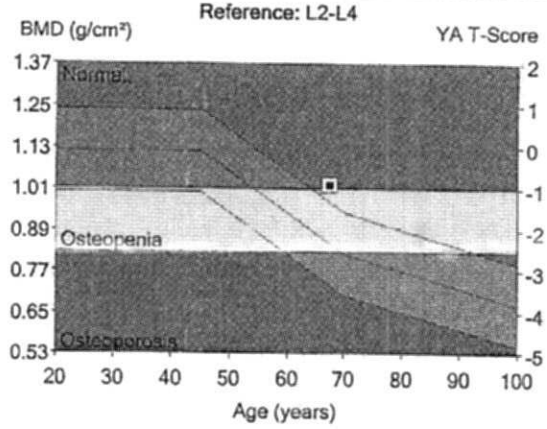 Reference: L2-L4
BMD (g/cm²) YA T-Score
1.37 2
Normal
1.25 1
1.13 0
1.01 -1
0.89 -2
Osteopenia
0.77 -3
0.65 -4
Osteoporosis
0.53 -5
20 30 40 50 60 70 80 90 100
Age (years)